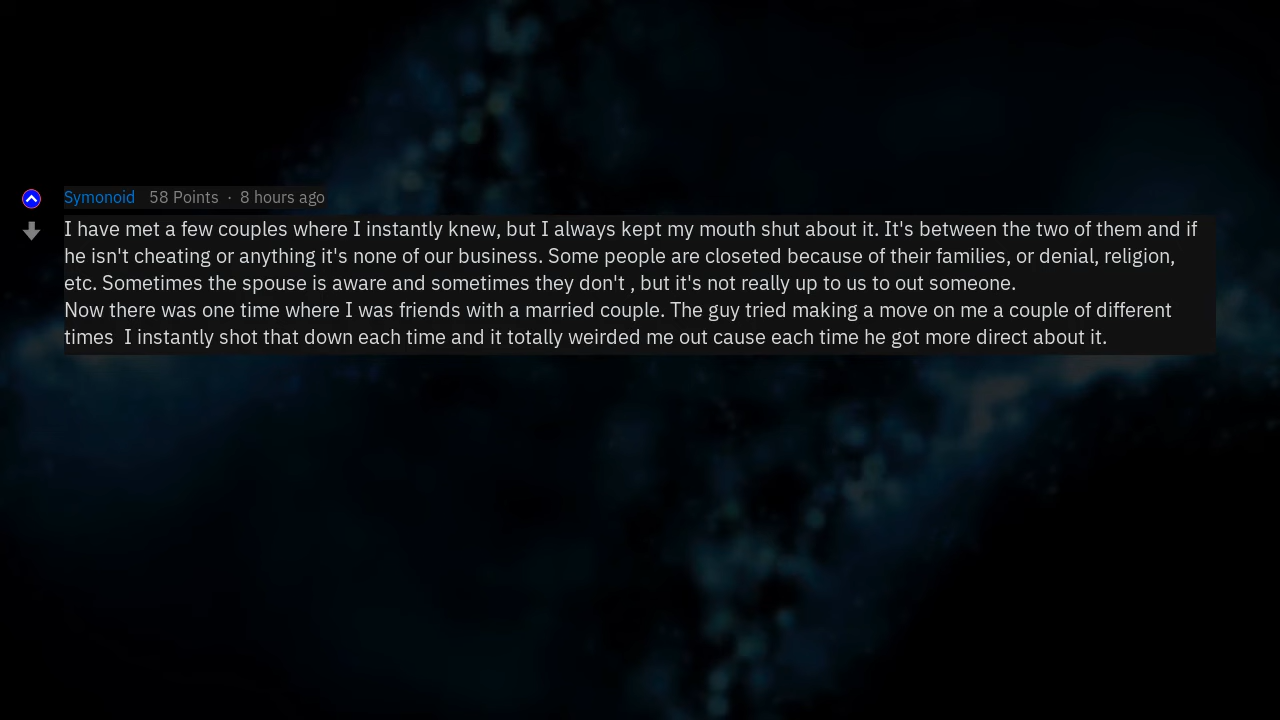 Symonoid 58 Points · 8 hours ago
I have met a few couples where I instantly knew, but I always kept my mouth shut about it. It's between the two of them and if
he isn't cheating or anything it's none of our business. Some people are closeted because of their families, or denial, religion,
etc. Sometimes the spouse is aware and sometimes they don't , but it's not really up to us to out someone.
Now there was one time where I was friends with a married couple. The guy tried making a move on me a couple of different
times  I instantly shot that down each time and it totally weirded me out cause each time he got more direct about it.